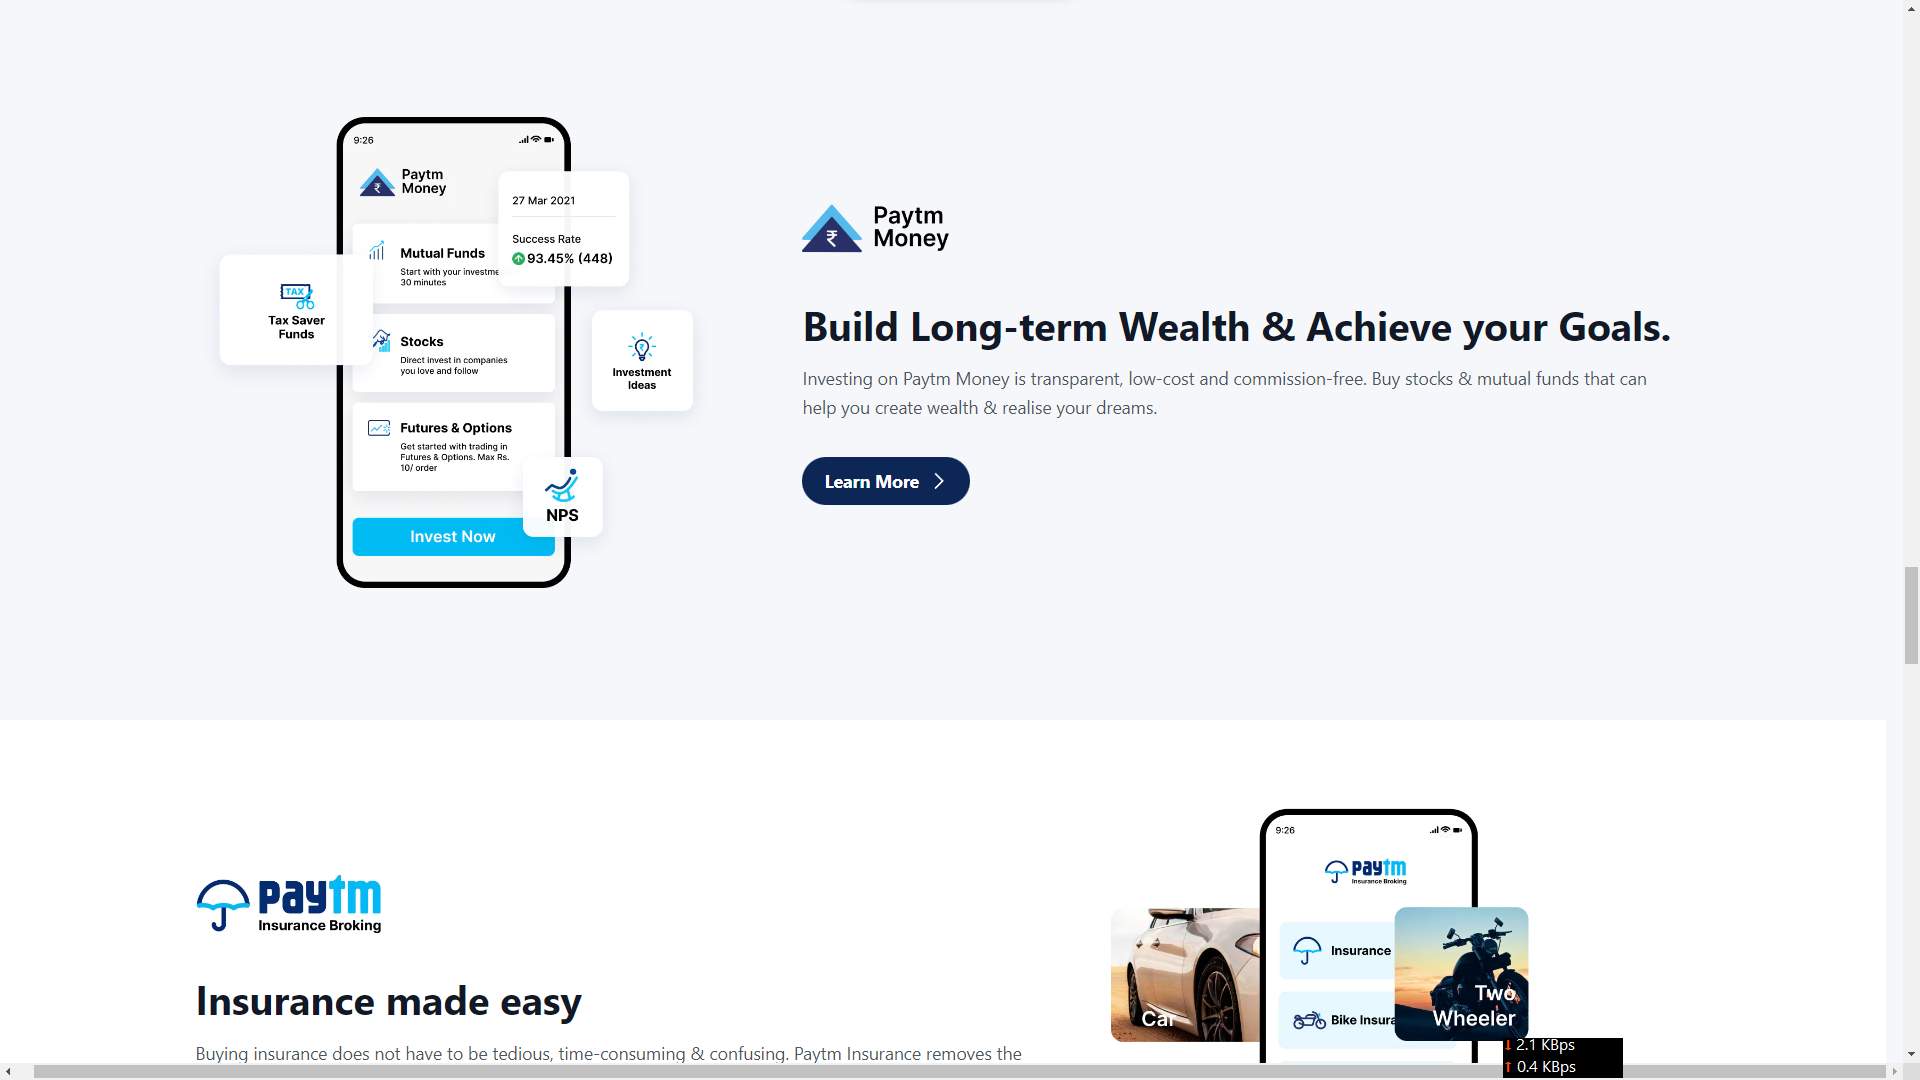 9:26
Paytm
Money
27 Mar 2021
Success Rate
93.45% (448)
Mutual Funds
Start with your
30 minutes
TAX
Tax Saver
Funds
Stocks
Direct invest in companies
you love and follow
Investment
Ideas
Futures & Options
Get started with trading in
Futures & Options. Max Rs.
10/ order
NPS
Invest Now
₹ Paytm
Money
Build Long-term Wealth & Achieve your Goals.
Investing on Paytm Money is transparent, low-cost and commission-free. Buy stocks & mutual funds that can
help you create wealth & realise your dreams.
Learn More
paytm
Insurance Broking
Insurance made easy
Buying insurance does not have to be tedious, time-consuming & confusing. Paytm Insurance removes the
9:26
paytm
Insurance Broking
Insurance
Bike
Car
Two
Wheeler
2.1 KBps
0.4 KBps